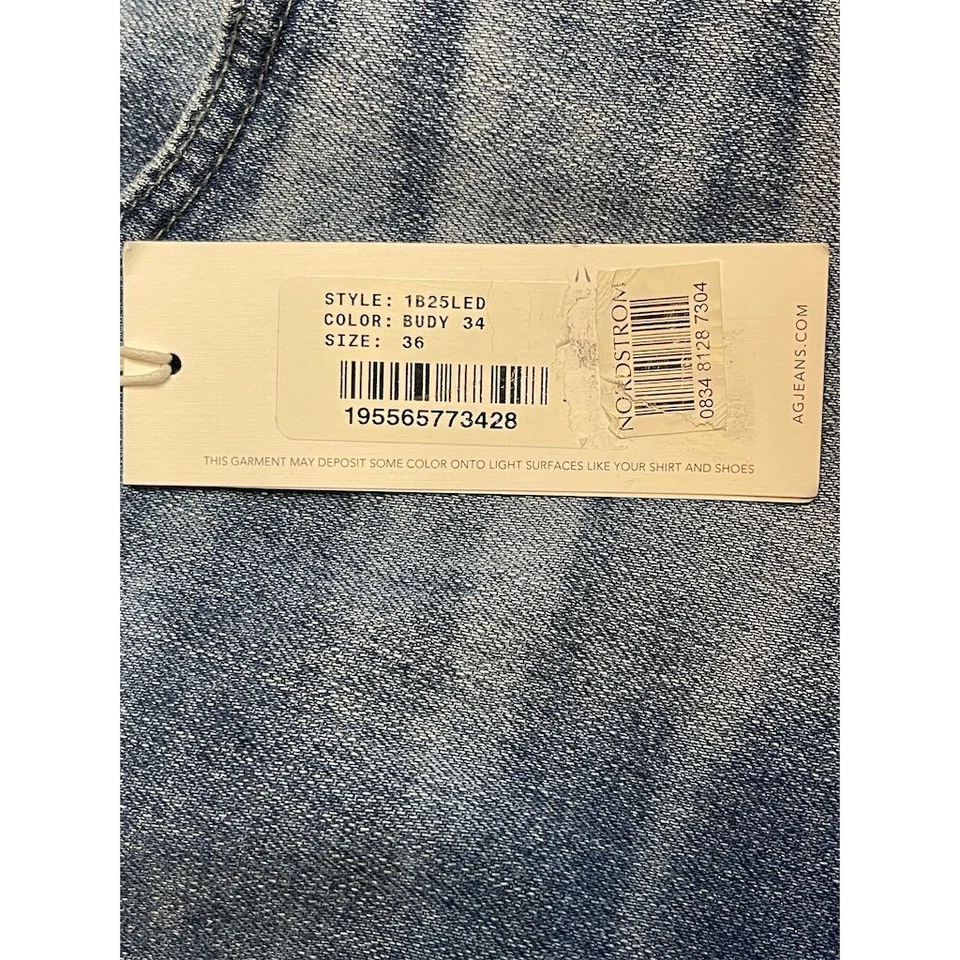 STYLE: 1B25LED
COLOR: BUDY 34
SIZE: 36
195565773428
NORDSTROM
0834 8128 7304
AGJEANS.COM
THIS GARMENT MAY DEPOSIT SOME COLOR ONTO LIGHT SURFACES LIKE YOUR SHIRT AND SHOES